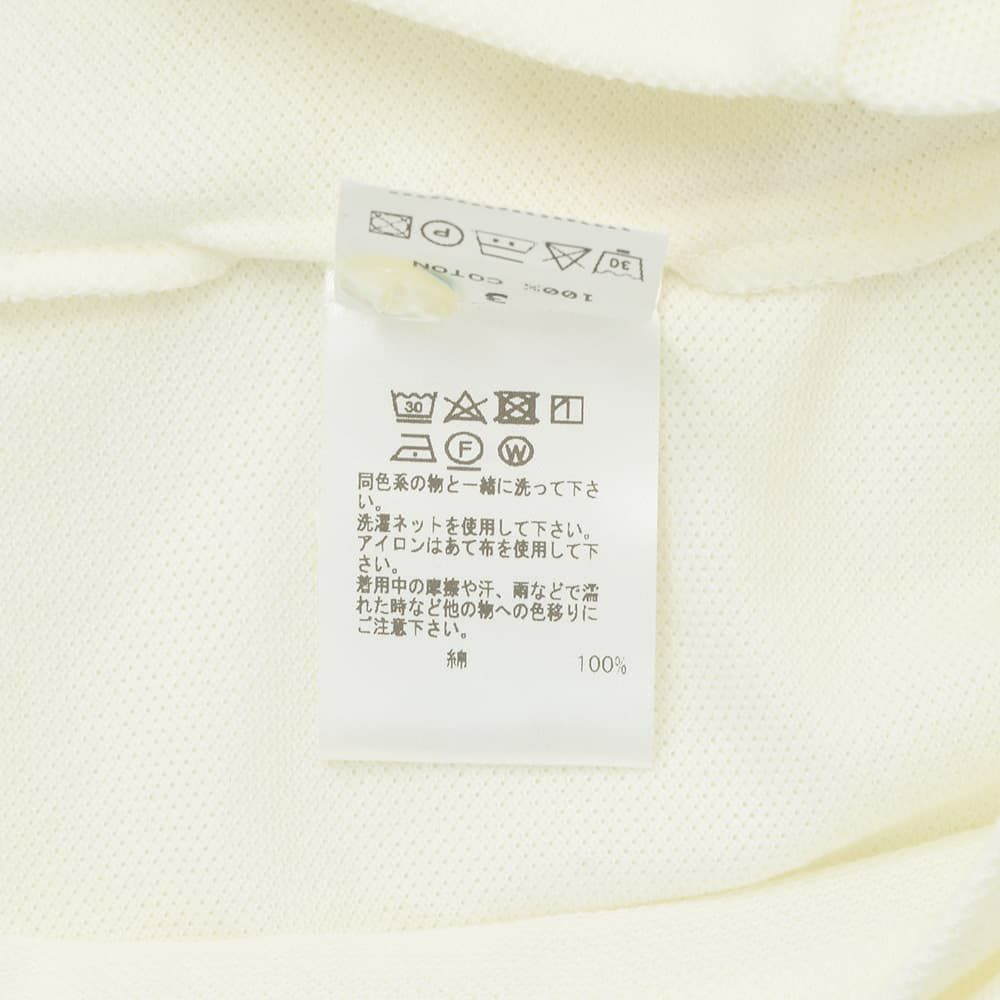 P
30
100% COTON
3
30
F W
同色系の物と一緒に洗って下さ
い。
洗濯ネットを使用して下さい。
アイロンはあて布を使用して下
さい。
着用中の摩擦や汗、雨などで濡
れた時など他の物への色移りに
ご注意下さい。
綿 100%